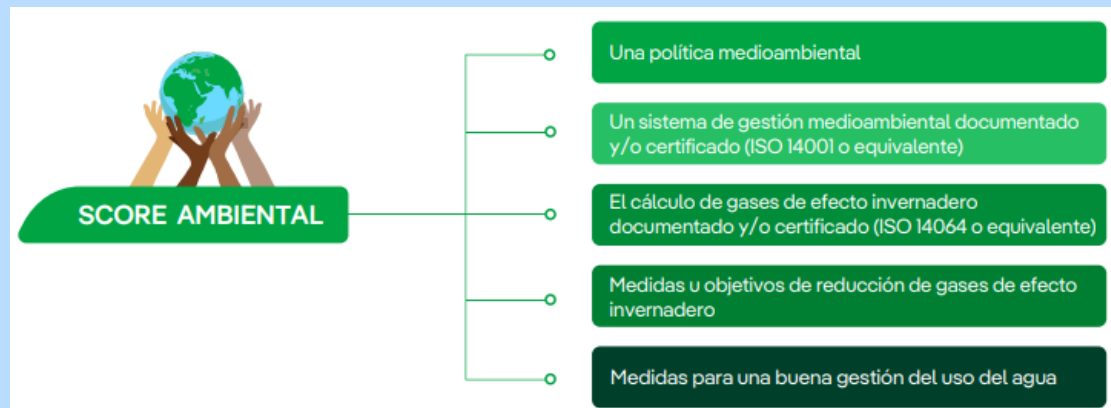 SCORE AMBIENTAL
Una política medioambiental
Un sistema de gestión medioambiental documentado
y/o certificado (ISO 14001 o equivalente)
El cálculo de gases de efecto invernadero
documentado y/o certificado (ISO 14064 o equivalente)
Medidas u objetivos de reducción de gases de efecto
invernadero
Medidas para una buena gestión del uso del agua